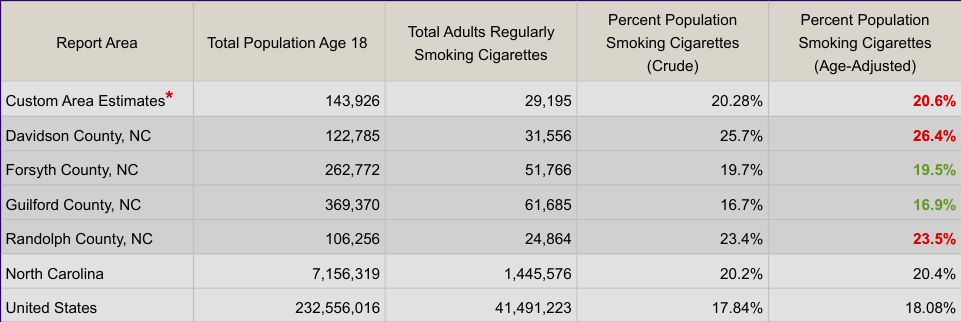 Report Area Total Population Age 18 Total Adults Regularly Smoking Cigarettes Percent Population Smoking Cigarettes (Crude) Percent Population Smoking Cigarettes (Age-Adjusted)
Custom Area Estimates* 143,926 29,195 20.28% 20.6%
Davidson County, NC 122,785 31,556 25.7% 26.4%
Forsyth County, NC 262,772 51,766 19.7% 19.5%
Guilford County, NC 369,370 61,685 16.7% 16.9%
Randolph County, NC 106,256 24,864 23.4% 23.5%
North Carolina 7,156,319 1,445,576 20.2% 20.4%
United States 232,556,016 41,491,223 17.84% 18.08%